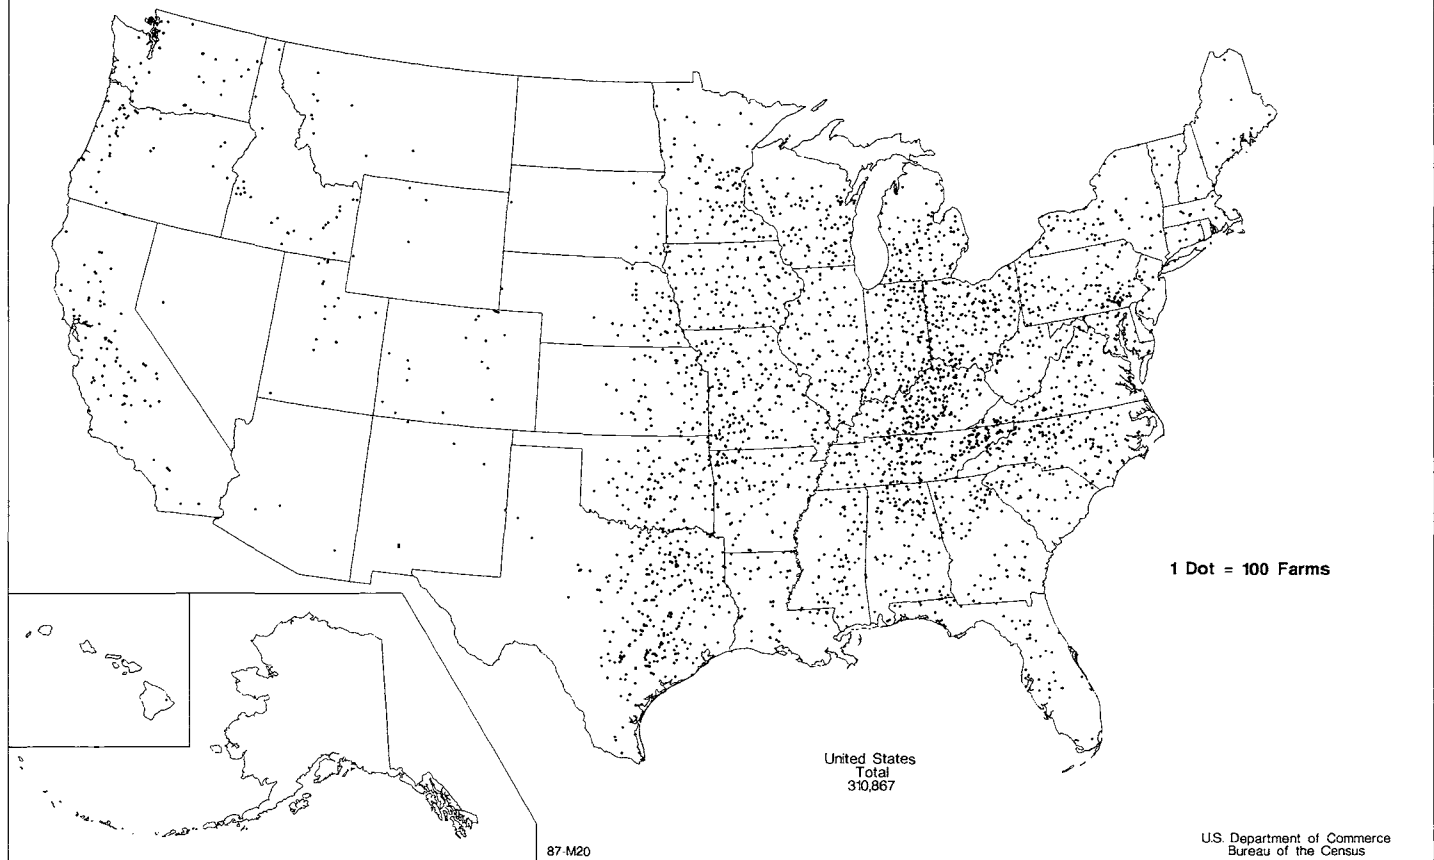 1 Dot = 100 Farms
United States
Total
310,867
87-M20
U.S. Department of Commerce
Bureau of the Census